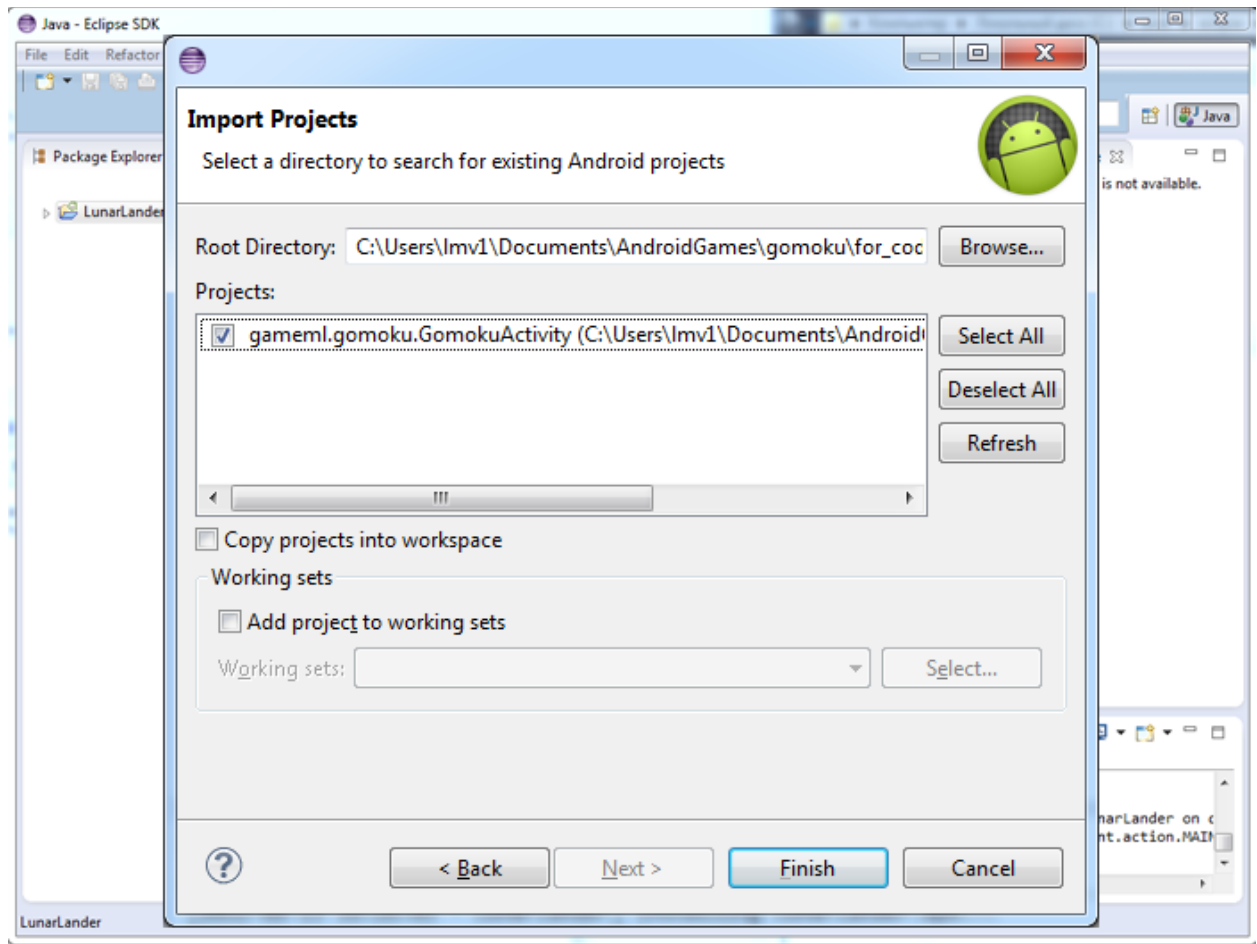 Java - Eclipse SDK
File Edit Refactor
Java
Package Explorer
is not available.
LunarLander
Import Projects
Select a directory to search for existing Android projects
Root Directory: C:\Users\lmv1\Documents\AndroidGames\gomoku\for_cod Browse...
Projects:
gameml.gomoku.GomokuActivity (C:\Users\lmv1\Documents\Android Select All
Deselect All
Refresh
Copy projects into workspace
Working sets
Add project to working sets
Working sets: Select...
narLander on c
nt.action.MAIN
? < Back Next > Finish Cancel
LunarLander